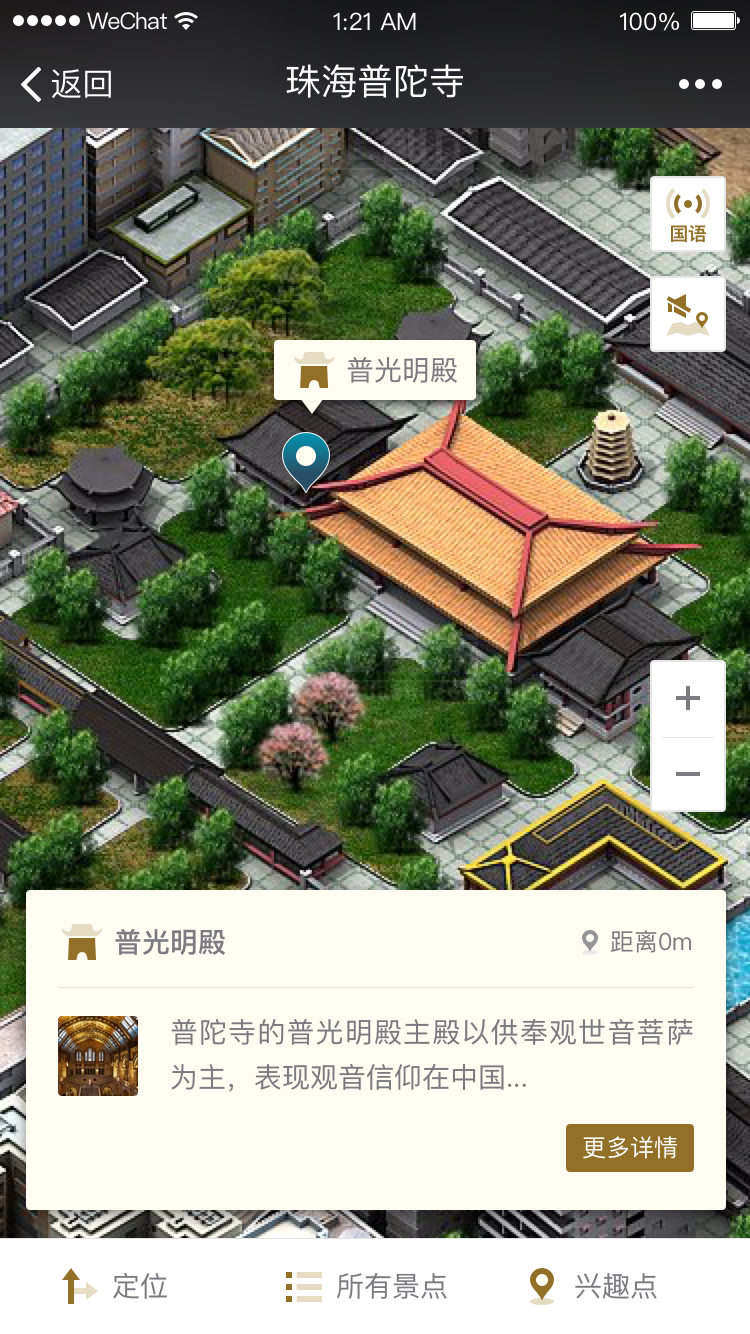 WeChat 1:21 AM 100%
返回 珠海普陀寺
国语
普光明殿
普光明殿 距离0m
普陀寺的普光明殿主殿以供奉观世音菩萨
为主，表现观音信仰在中国...
更多详情
定位 所有景点 兴趣点